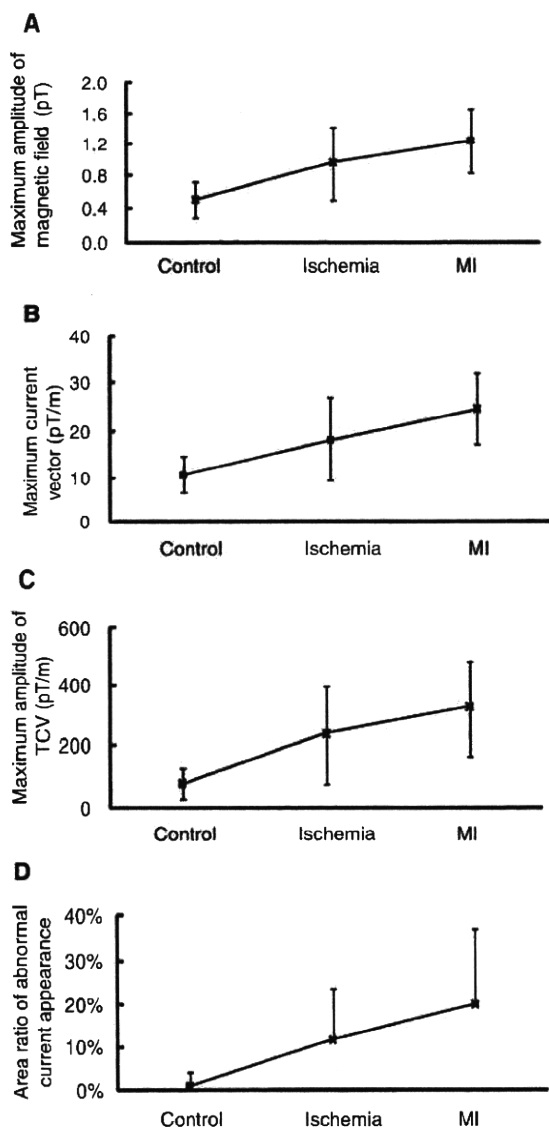 A
Maximum amplitude of
magnetic field (pT)
2.0
1.6
1.2
0.8
0.4
0.0
Control Ischemia MI
B
Maximum current
vector (pT/m)
40
30
20
10
0
Control Ischemia MI
C
Maximum amplitude of
TCV (pT/m)
600
400
200
0
Control Ischemia MI
D
Area ratio of abnormal
current appearance
40%
30%
20%
10%
0%
Control Ischemia MI